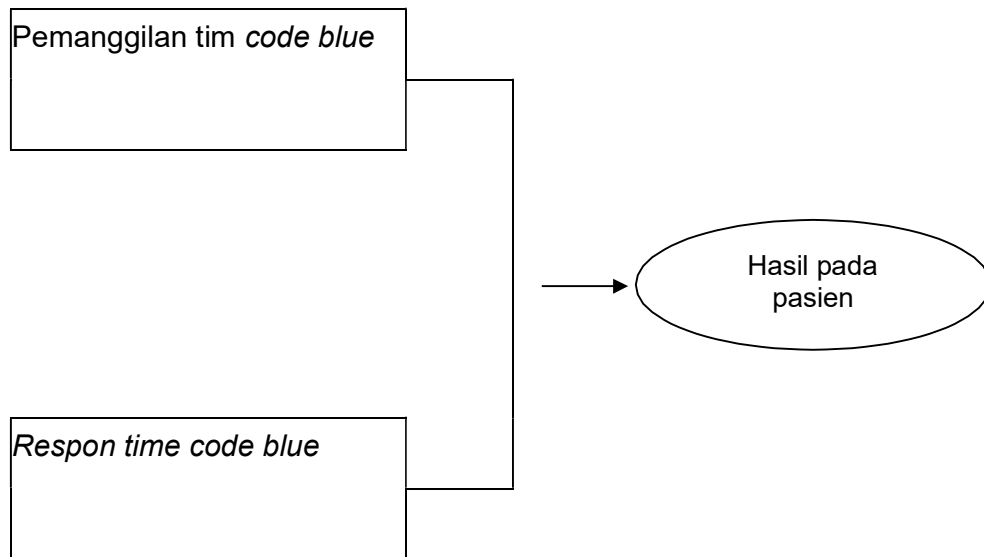 Pemanggilan tim code blue
Hasil pada
pasien
Respon time code blue